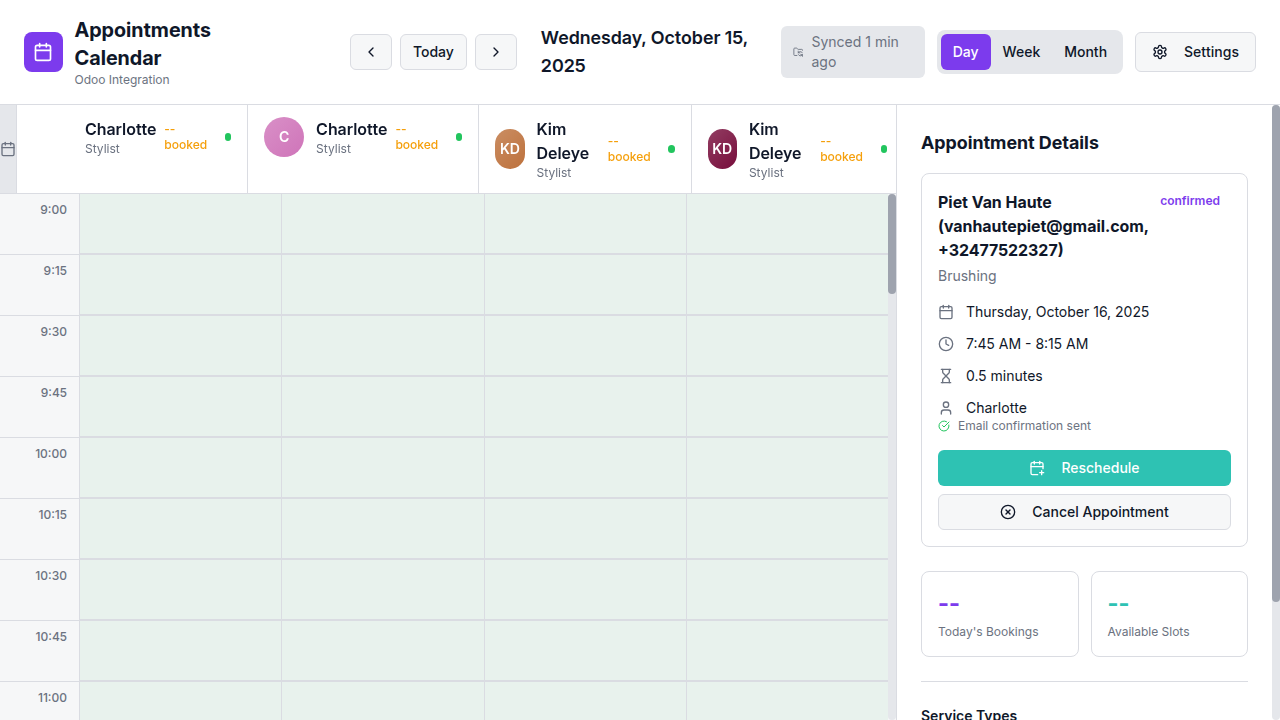 Appointments
Calendar
Odoo Integration
Today
Wednesday, October 15,
2025
Synced 1 min
ago
Day
Week
Month
Settings
Charlotte
Stylist
--
booked
C
Charlotte
Stylist
--
booked
KD
Kim
Deleye
Stylist
--
booked
KD
Kim
Deleye
Stylist
--
booked
9:00
9:15
9:30
9:45
10:00
10:15
10:30
10:45
11:00
Appointment Details
Piet Van Haute
(vanhautepiet@gmail.com,
+32477522327)
confirmed
Brushing
Thursday, October 16, 2025
7:45 AM - 8:15 AM
0.5 minutes
Charlotte
Email confirmation sent
Reschedule
Cancel Appointment
--
Today's Bookings
--
Available Slots
Service Types